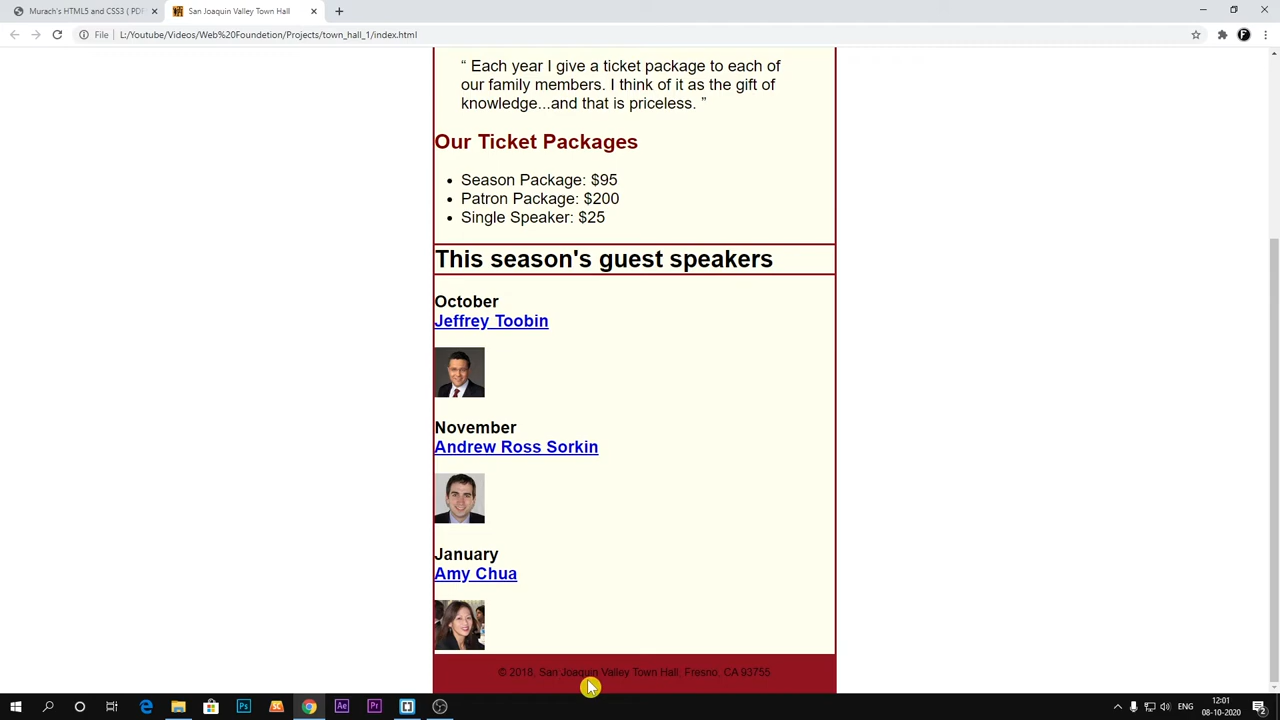 Murach's HTML5 and CSS3 ( PDF
San Joaquin Valley Town Hall
File
L:/Youtube/Videos/Web%20Foundetion/Projects/town_hall_1/index.html
“ Each year I give a ticket package to each of
our family members. I think of it as the gift of
knowledge...and that is priceless. ”
Our Ticket Packages
• Season Package: $95
• Patron Package: $200
• Single Speaker: $25
This season's guest speakers
October
Jeffrey Toobin
November
Andrew Ross Sorkin
January
Amy Chua
© 2018, San Joaquin Valley Town Hall, Fresno, CA 93755
ENG
12:01
08-10-2020